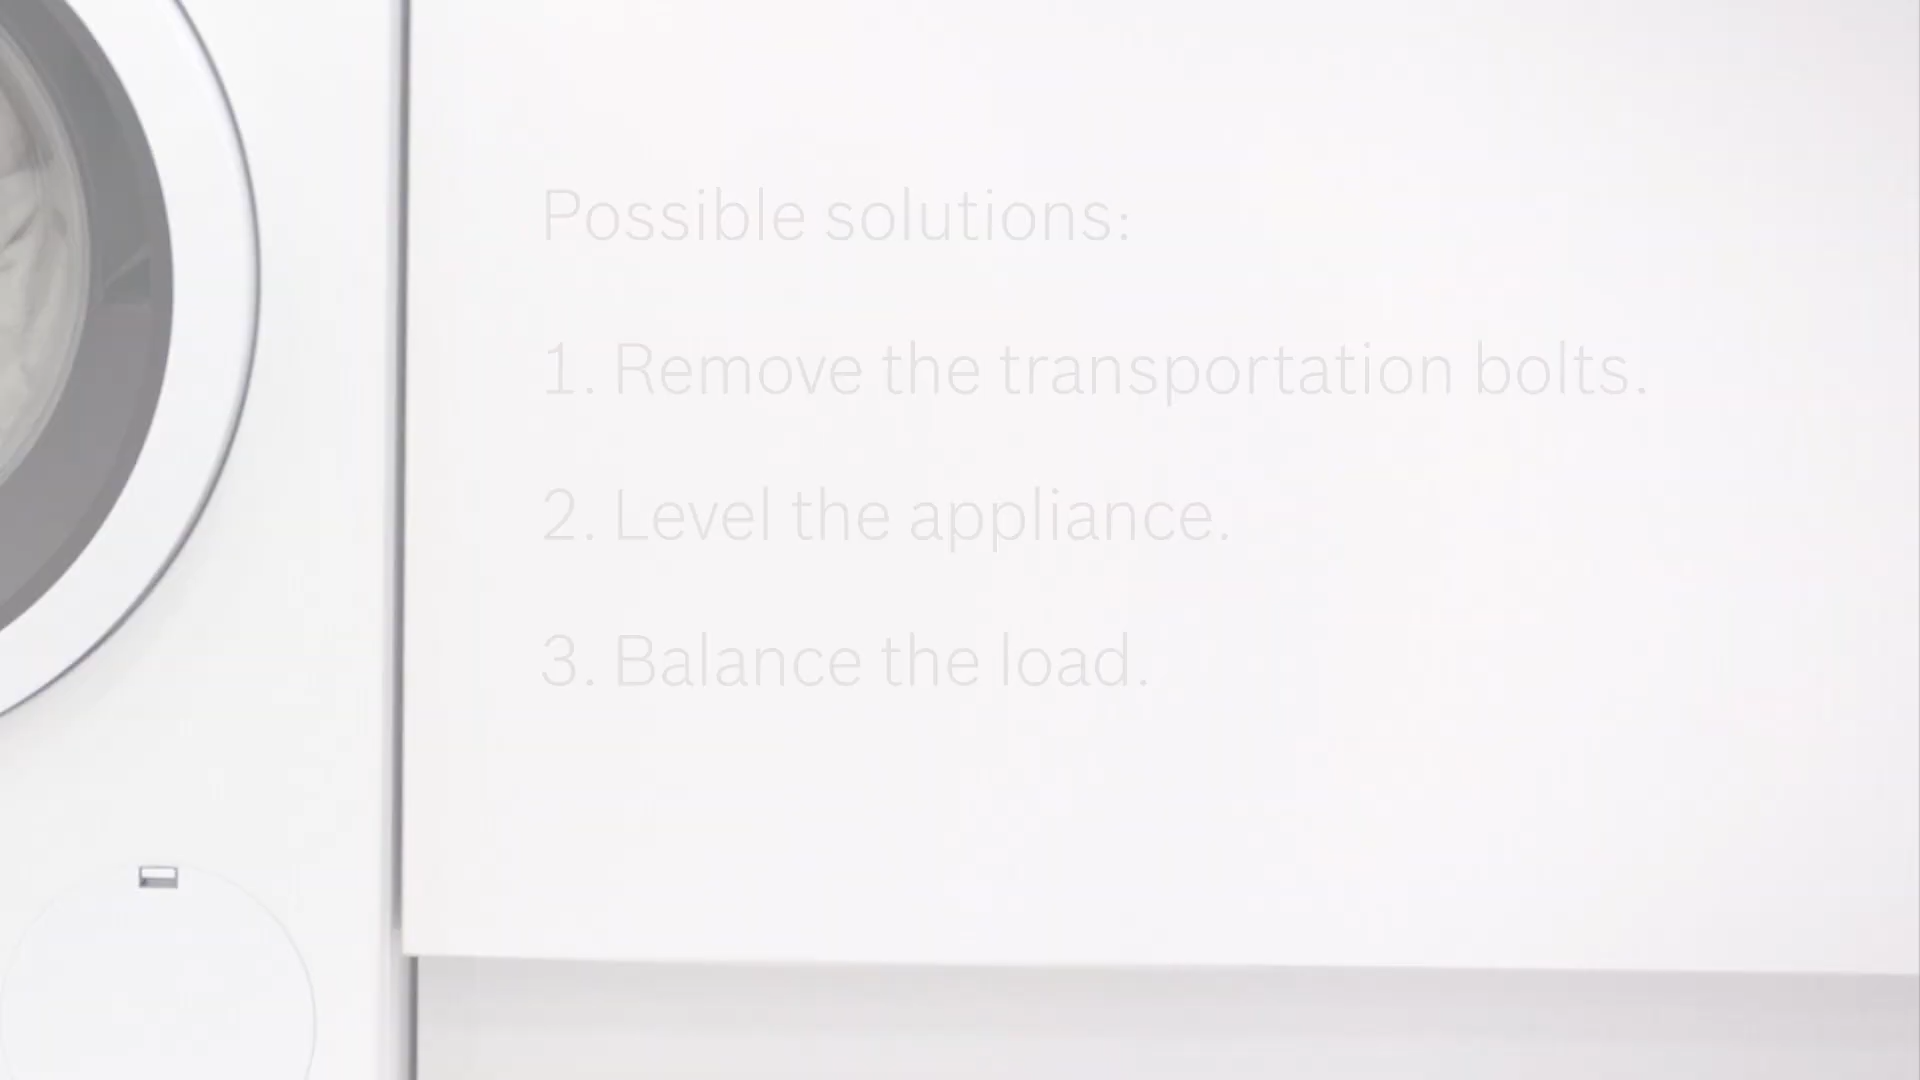 Possible solutions:
1. Remove the transportation bolts.
2. Level the appliance.
3. Balance the load.